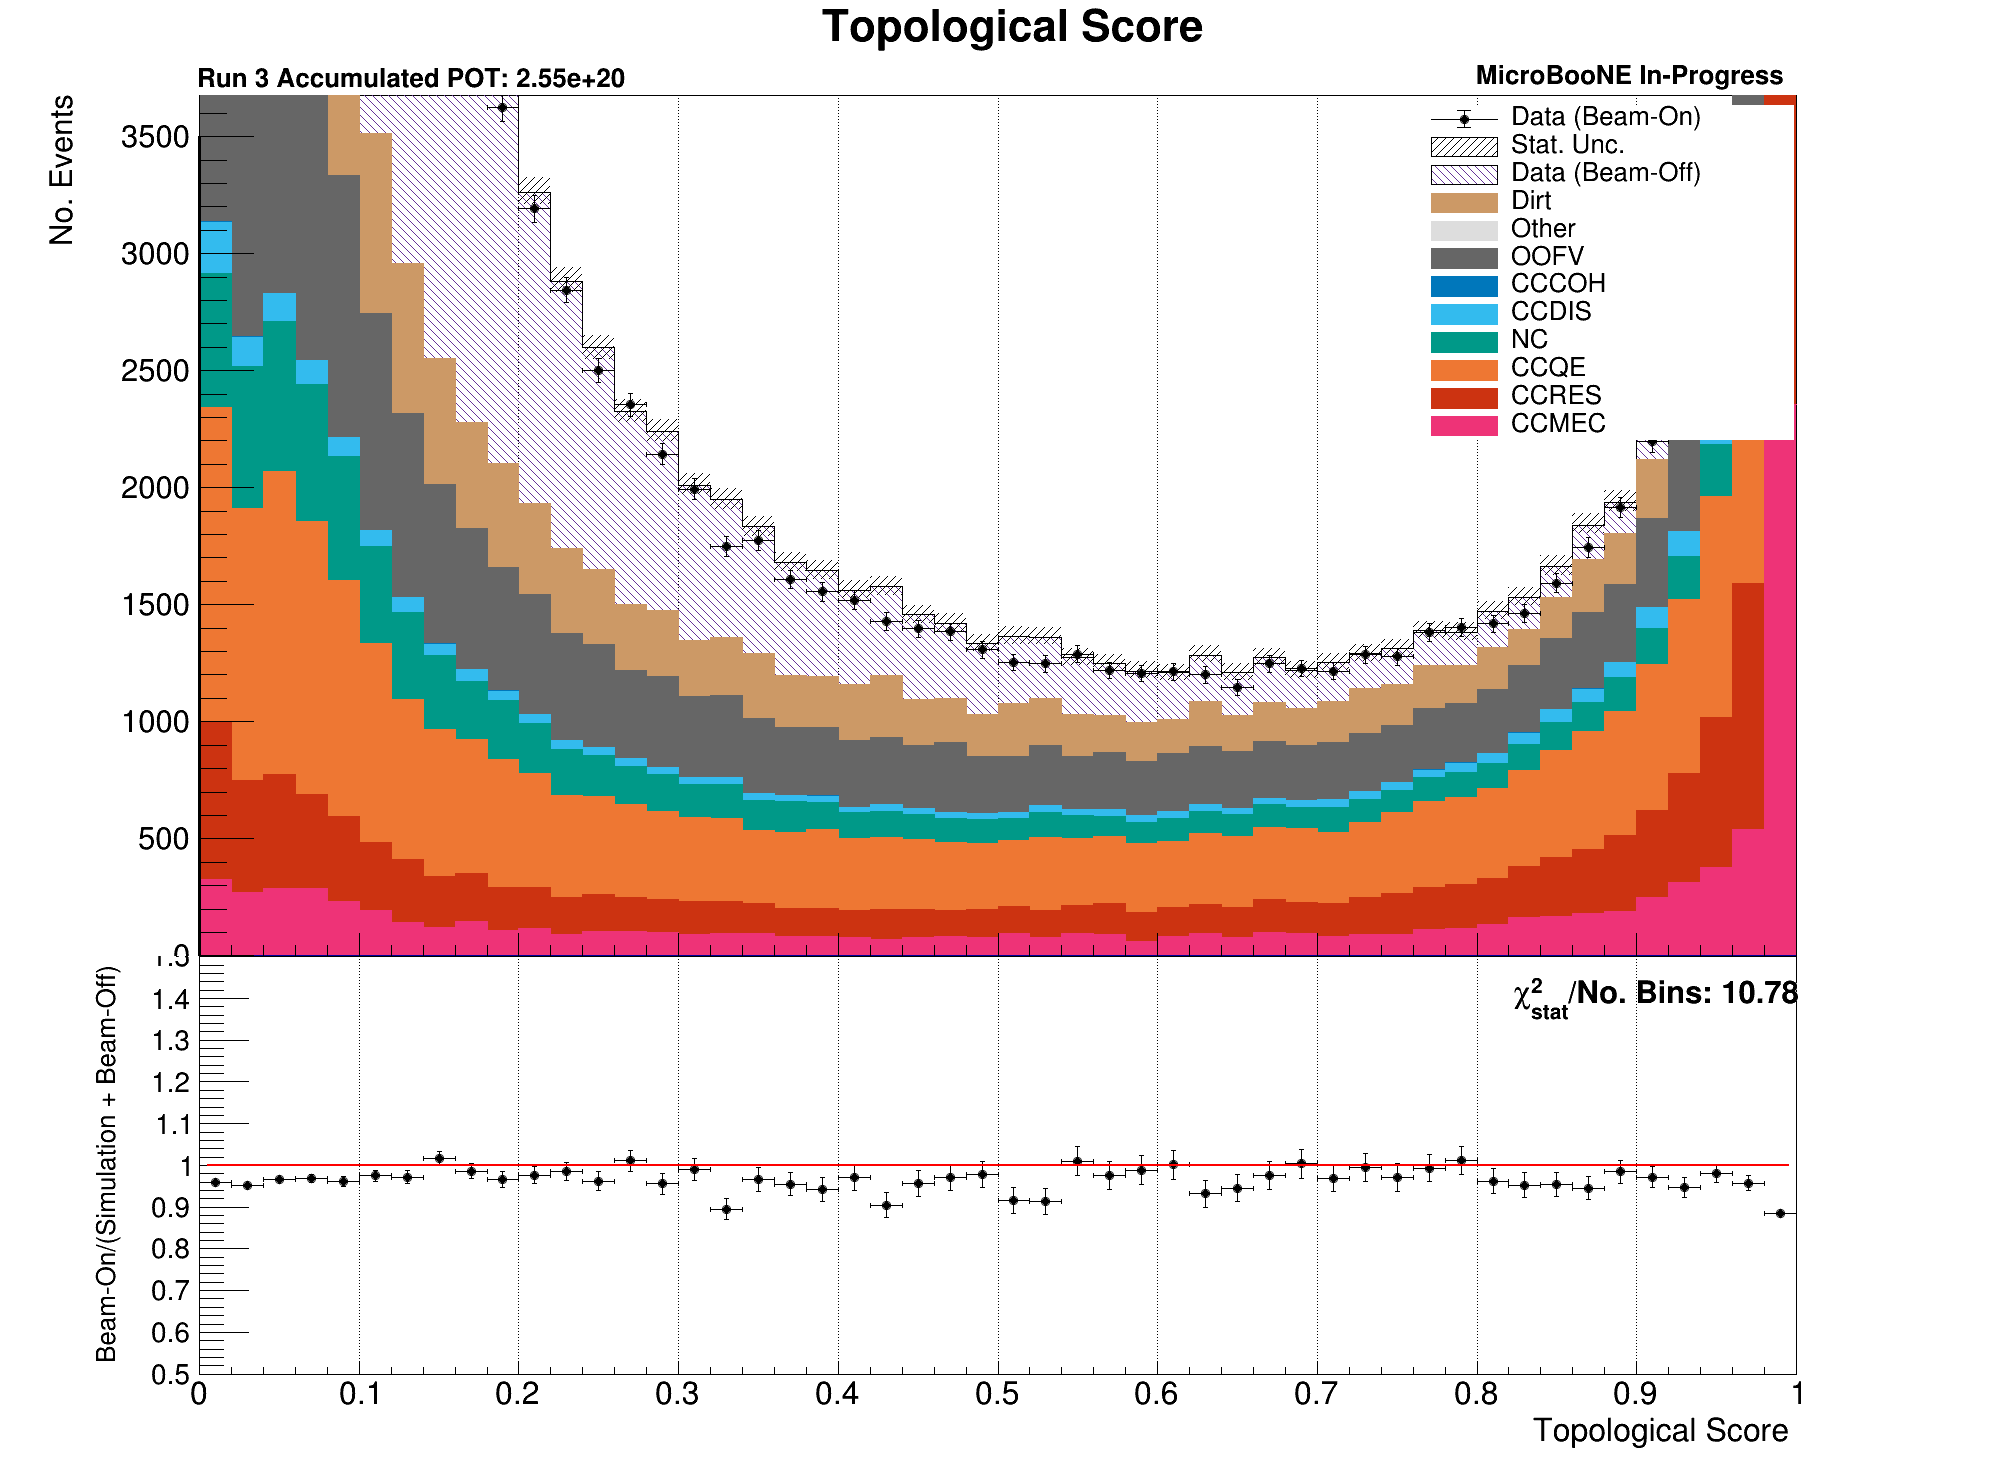 Topological Score
Run 3 Accumulated POT: 2.55e+20
MicroBooNE In-Progress
No. Events
3500
3000
2500
2000
1500
1000
500
0
Data (Beam-On)
Stat. Unc.
Data (Beam-Off)
Dirt
Other
OOFV
CCCOH
CCDIS
NC
CCQE
CCRES
CCMEC
Beam-On/(Simulation + Beam-Off)
χ²stat/No. Bins: 10.78
1.5
1.4
1.3
1.2
1.1
1
0.9
0.8
0.7
0.6
0.5
0 0.1 0.2 0.3 0.4 0.5 0.6 0.7 0.8 0.9 1
Topological Score